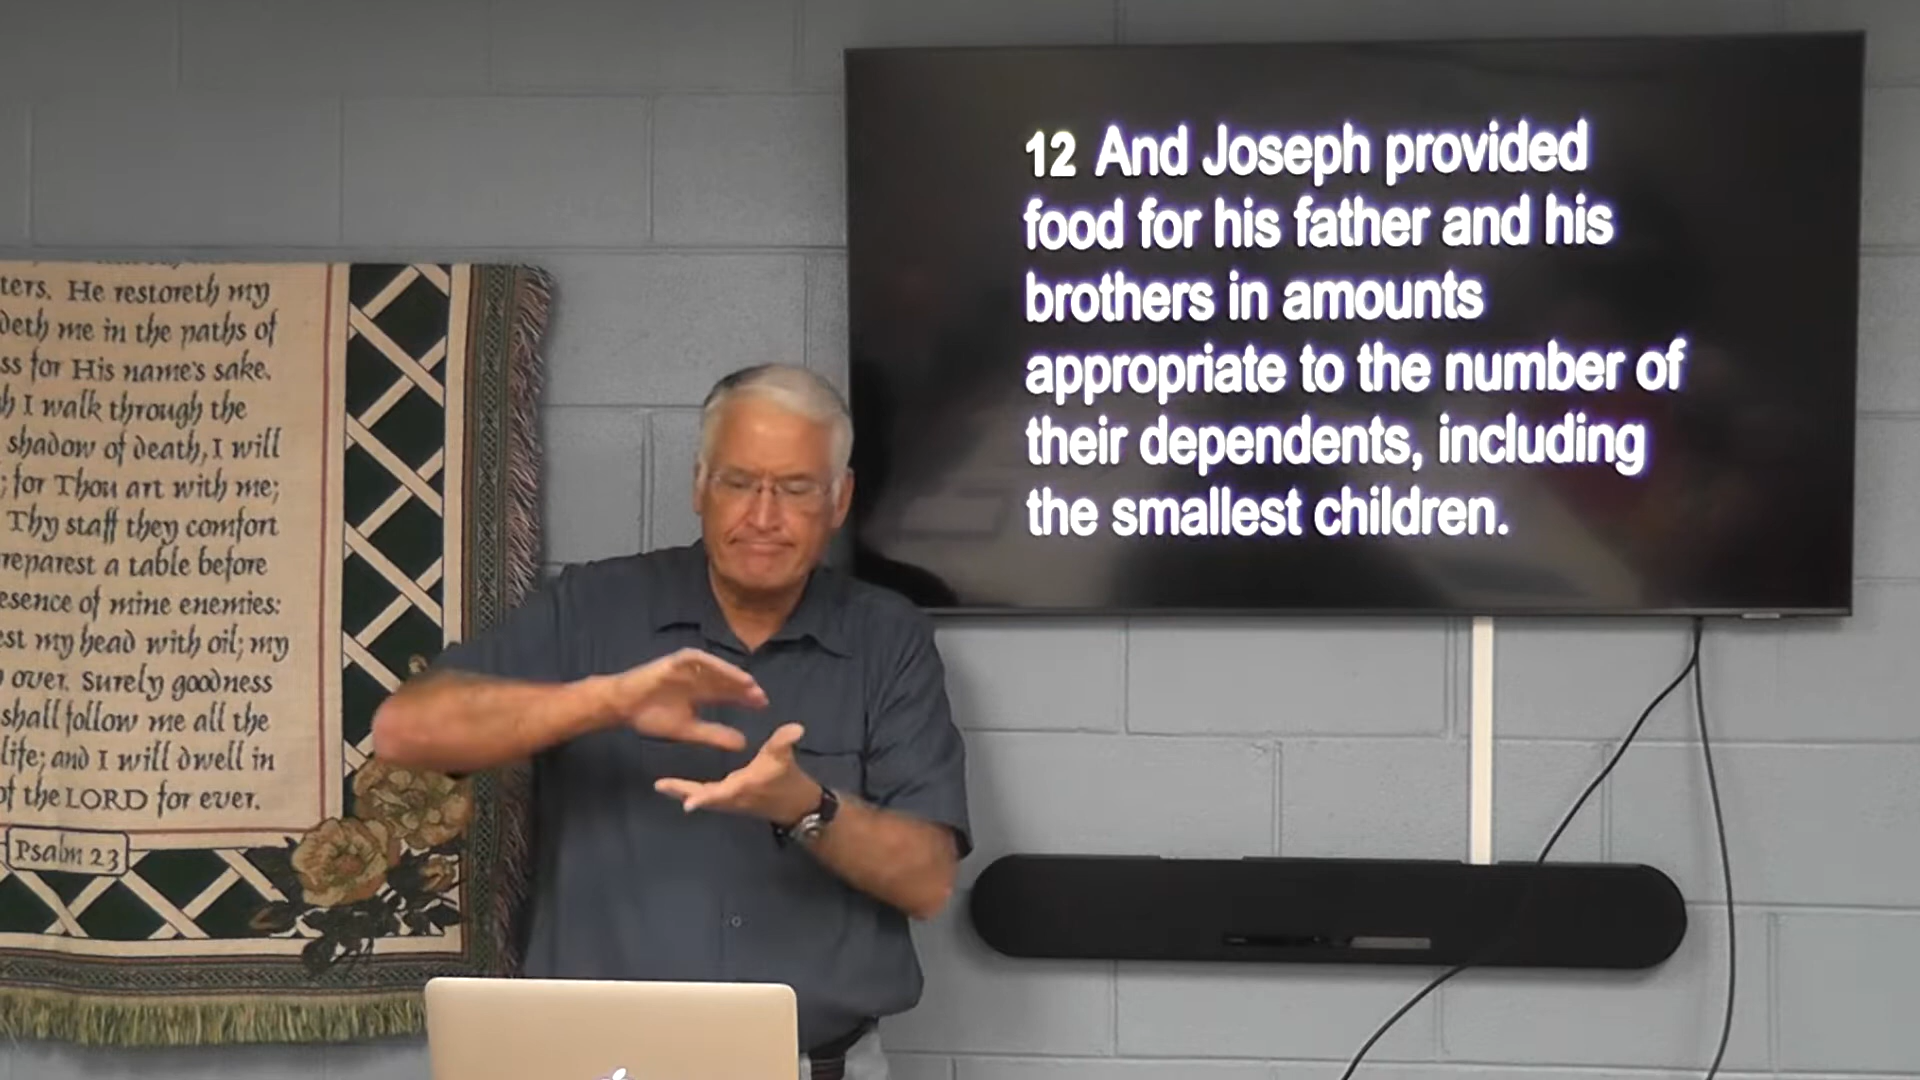 ters. He restoreth my
deth me in the paths of
ss for His name's sake.
h I walk through the
shadow of death, I will
; for Thou art with me;
Thy staff they comfort
reparest a table before
esence of mine enemies:
est my head with oil; my
over. Surely goodness
shall follow me all the
life; and I will dwell in
of the LORD for ever.
Psalm 23
12 And Joseph provided
food for his father and his
brothers in amounts
appropriate to the number of
their dependents, including
the smallest children.